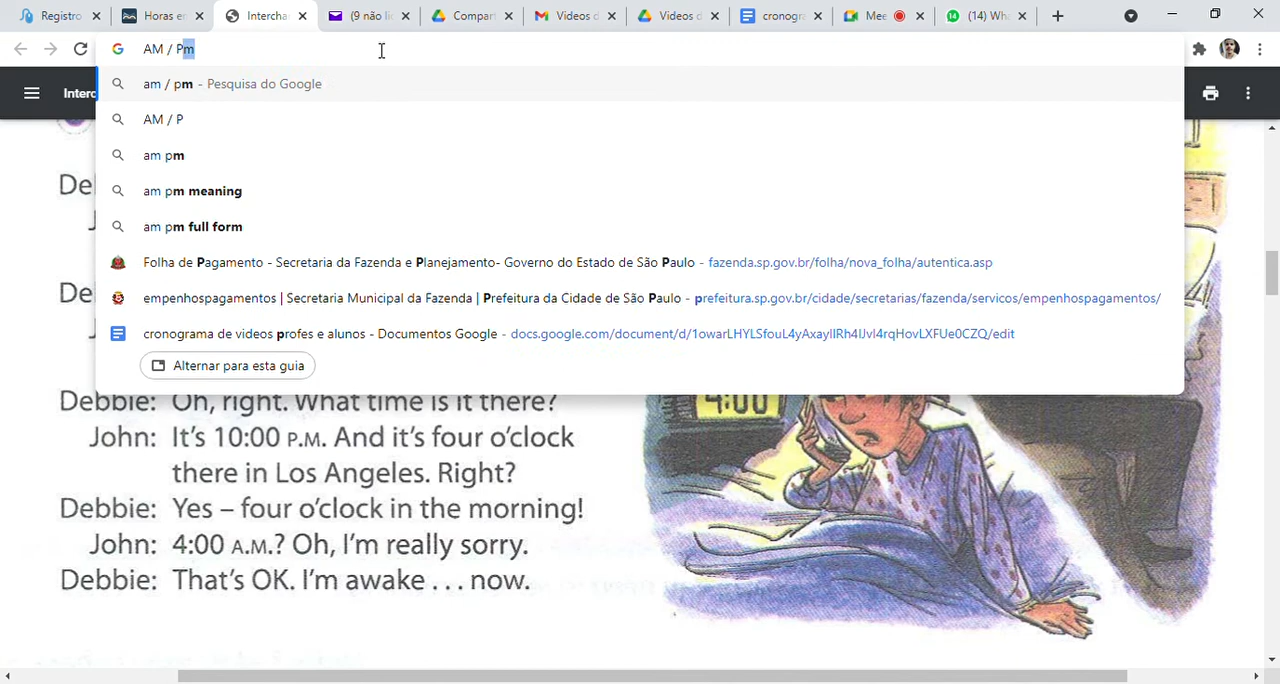 Registro
Horas em
Interchan
(9 não li
Compart
Videos d
Videos d
cronogra
Mee
(14) Wha
AM / Pm
am / pm - Pesquisa do Google
AM / P
am pm
am pm meaning
am pm full form
Folha de Pagamento - Secretaria da Fazenda e Planejamento- Governo do Estado de São Paulo - fazenda.sp.gov.br/folha/nova_folha/autentica.asp
empenhospagamentos | Secretaria Municipal da Fazenda | Prefeitura da Cidade de São Paulo - prefeitura.sp.gov.br/cidade/secretarias/fazenda/servicos/empenhospagamentos/
cronograma de videos profes e alunos - Documentos Google - docs.google.com/document/d/1owarLHYLSfouL4yAxayIlRh4IJvl4rqHovLXFUe0CZQ/edit
Alternar para esta guia
Interc
De
J
De
J
Debbie: Oh, right. What time is it there?
John: It's 10:00 P.M. And it's four o'clock
there in Los Angeles. Right?
Debbie: Yes – four o'clock in the morning!
John: 4:00 A.M.? Oh, I'm really sorry.
Debbie: That's OK. I'm awake . . . now.
4:00